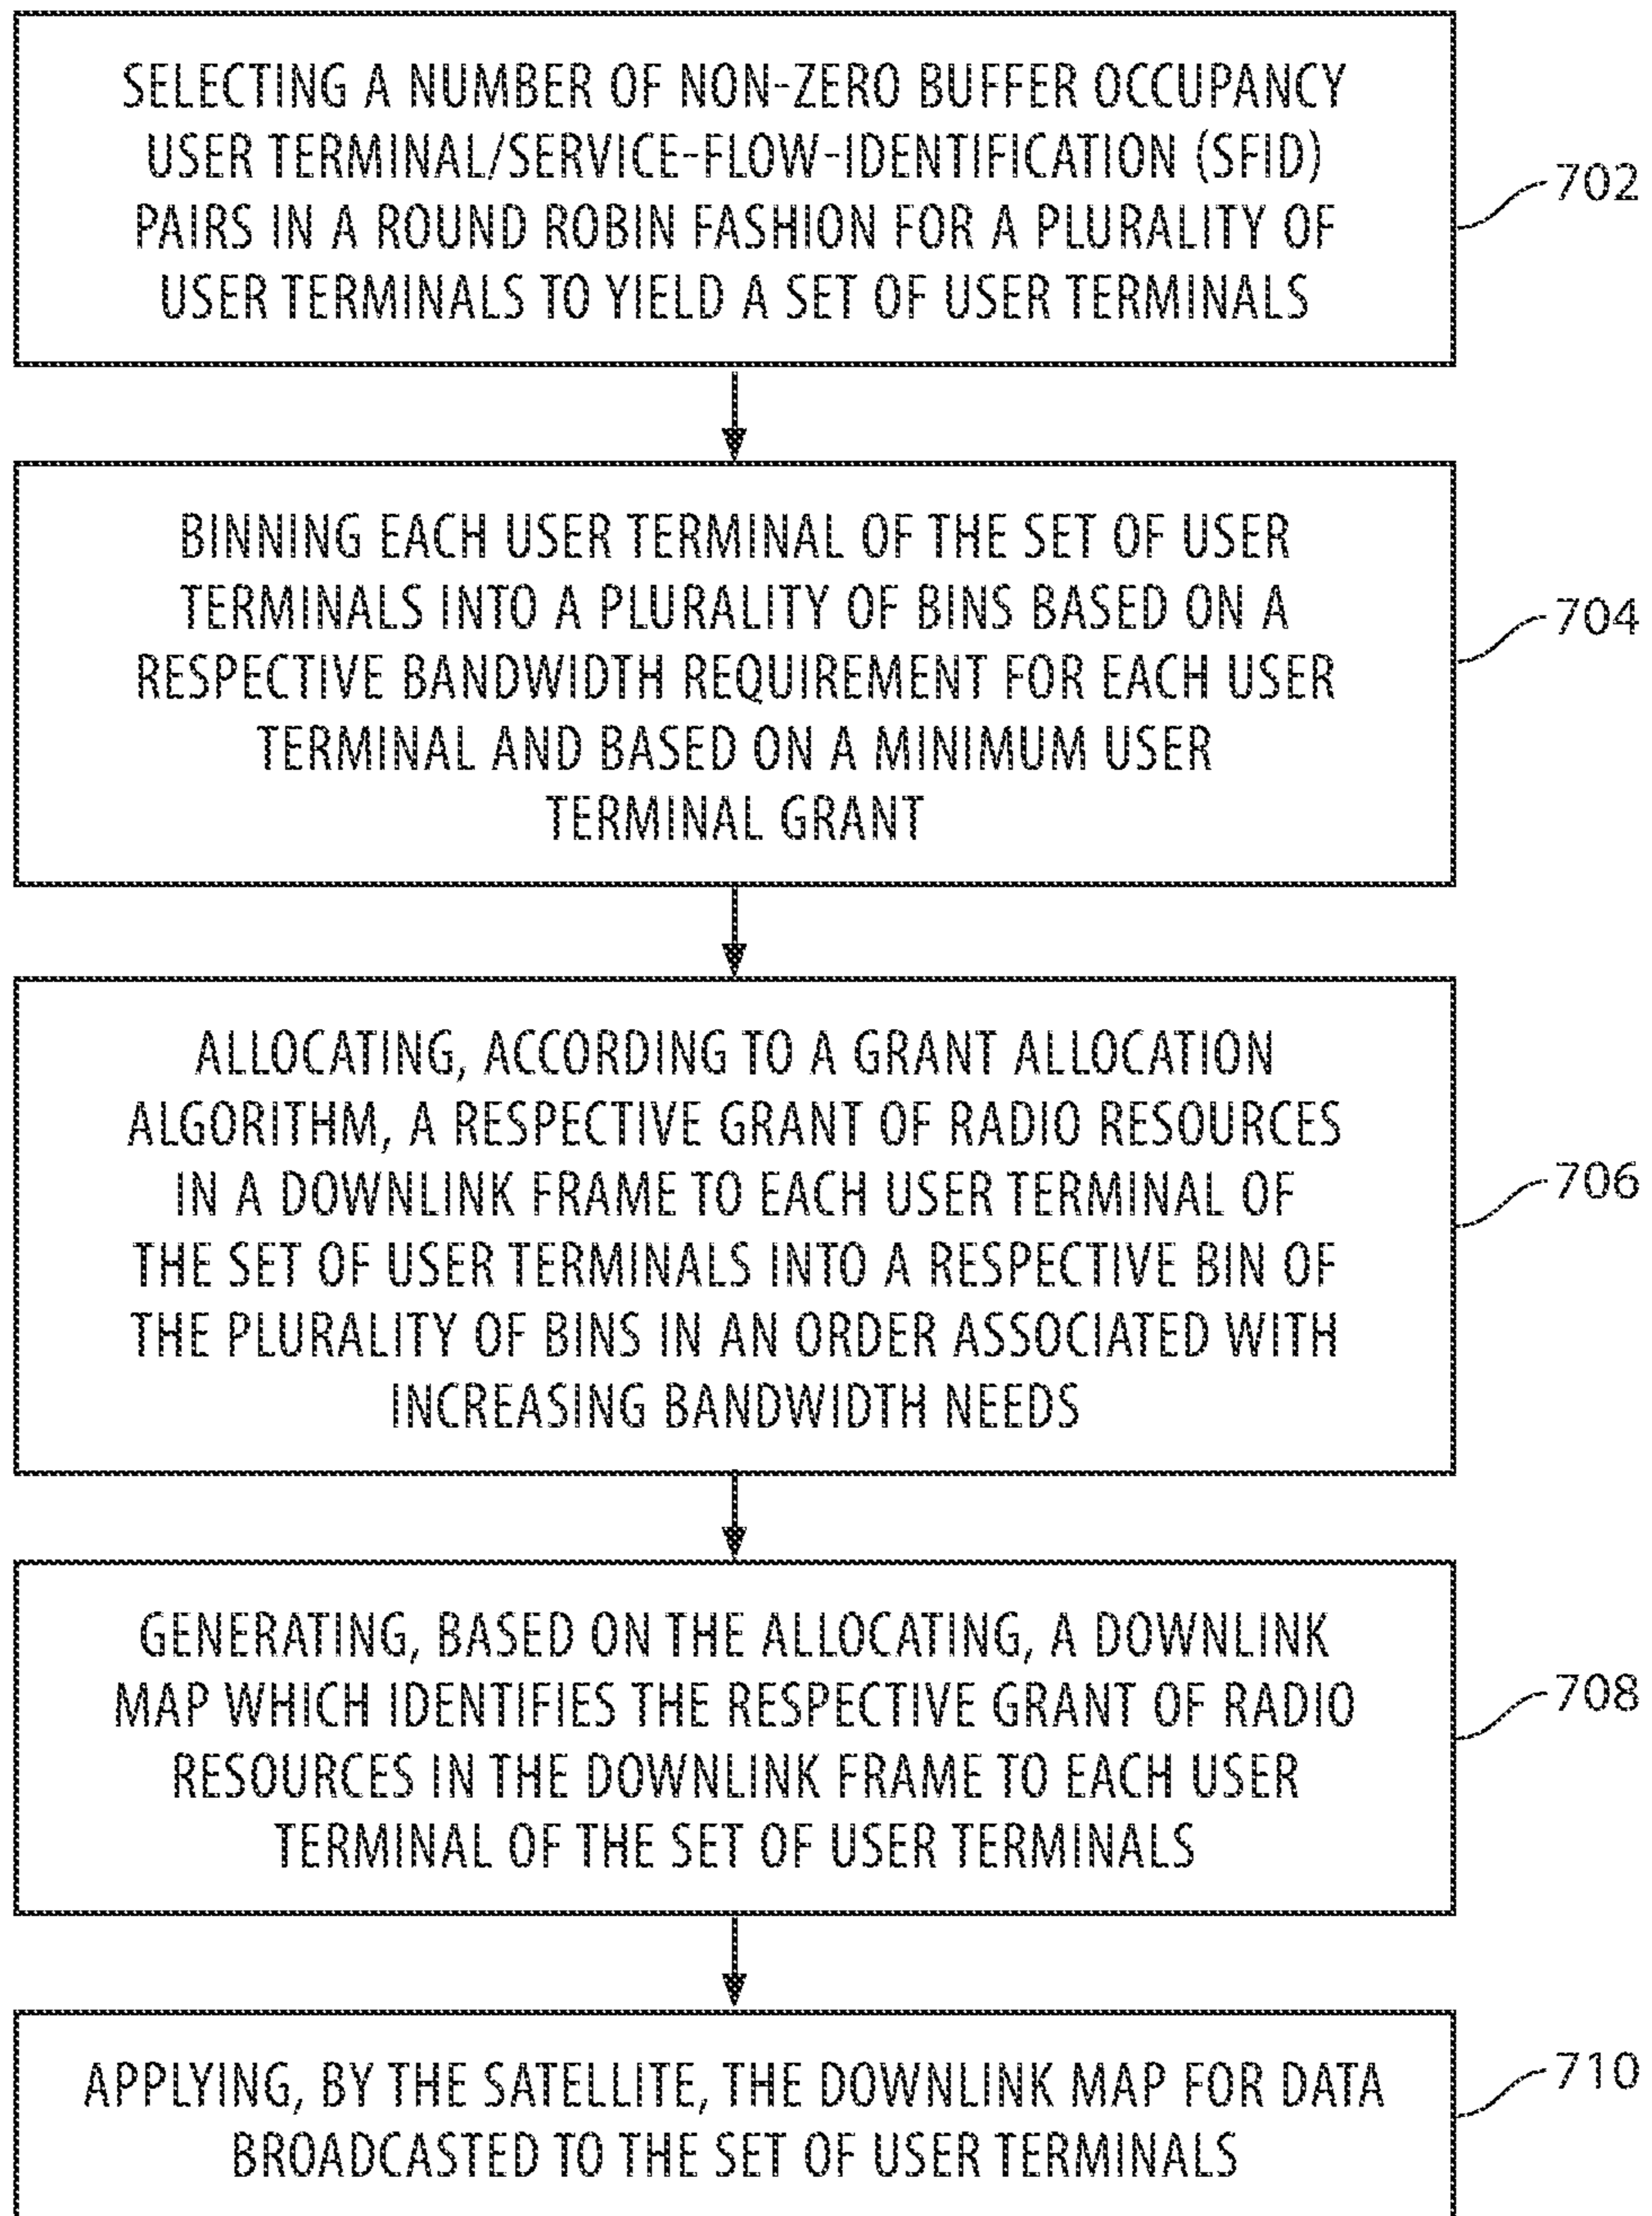 SELECTING A NUMBER OF NON-ZERO BUFFER OCCUPANCY
USER TERMINAL/SERVICE-FLOW-IDENTIFICATION (SFID)
PAIRS IN A ROUND ROBIN FASHION FOR A PLURALITY OF
USER TERMINALS TO YIELD A SET OF USER TERMINALS
702
BINNING EACH USER TERMINAL OF THE SET OF USER
TERMINALS INTO A PLURALITY OF BINS BASED ON A
RESPECTIVE BANDWIDTH REQUIREMENT FOR EACH USER
TERMINAL AND BASED ON A MINIMUM USER
TERMINAL GRANT
704
ALLOCATING, ACCORDING TO A GRANT ALLOCATION
ALGORITHM, A RESPECTIVE GRANT OF RADIO RESOURCES
IN A DOWNLINK FRAME TO EACH USER TERMINAL OF
THE SET OF USER TERMINALS INTO A RESPECTIVE BIN OF
THE PLURALITY OF BINS IN AN ORDER ASSOCIATED WITH
INCREASING BANDWIDTH NEEDS
706
GENERATING, BASED ON THE ALLOCATING, A DOWNLINK
MAP WHICH IDENTIFIES THE RESPECTIVE GRANT OF RADIO
RESOURCES IN THE DOWNLINK FRAME TO EACH USER
TERMINAL OF THE SET OF USER TERMINALS
708
APPLYING, BY THE SATELLITE, THE DOWNLINK MAP FOR DATA
BROADCASTED TO THE SET OF USER TERMINALS
710